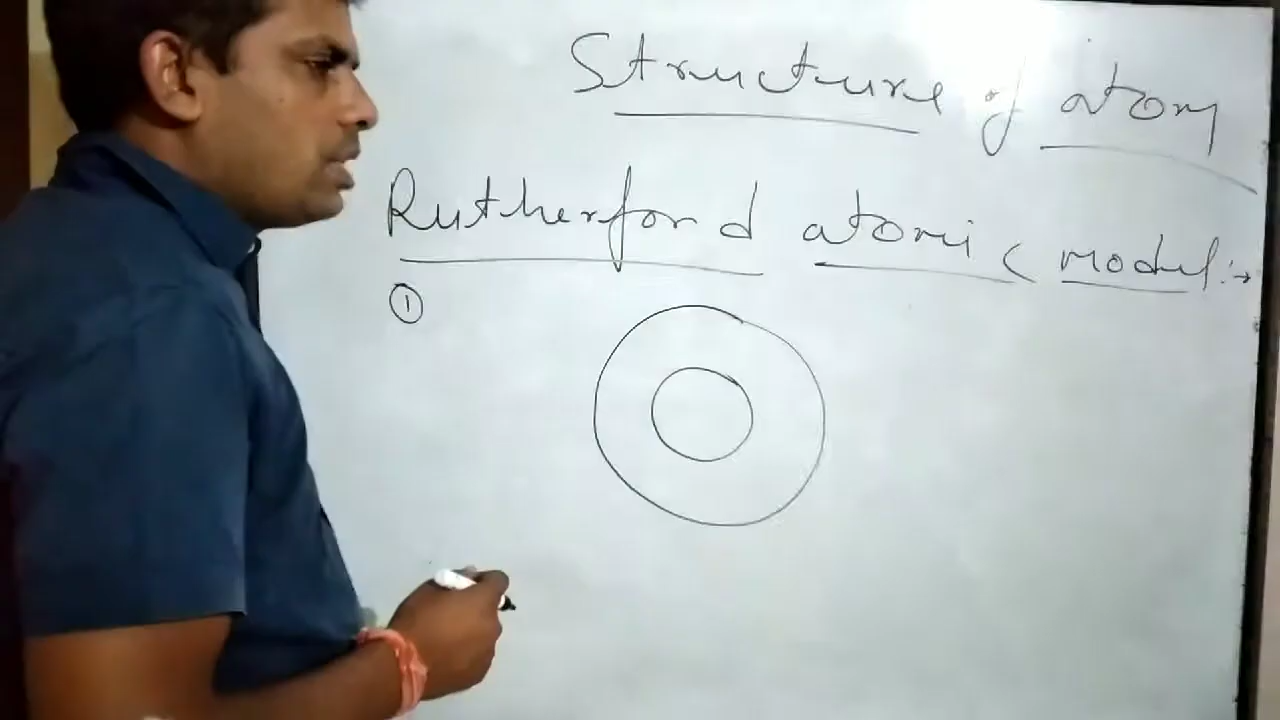 Structure of atom
Rutherford atomic model :→
①